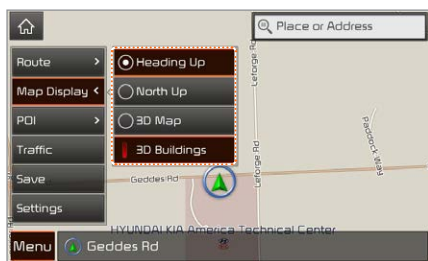 Place or Address
Route
Map Display
POI
Traffic
Save
Settings
Heading Up
North Up
3D Map
3D Buildings
Leforge Rd
Leforge Rd
Paddock Way
Geddes Rd
HYUNDAI KIA America Technical Center
Menu
Geddes Rd